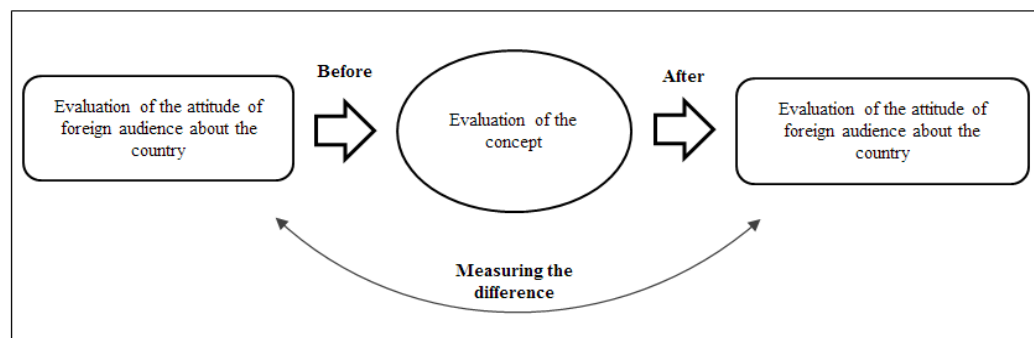 Evaluation of the attitude of
foreign audience about the
country
Before
Evaluation of the
concept
After
Evaluation of the attitude of
foreign audience about the
country
Measuring the
difference